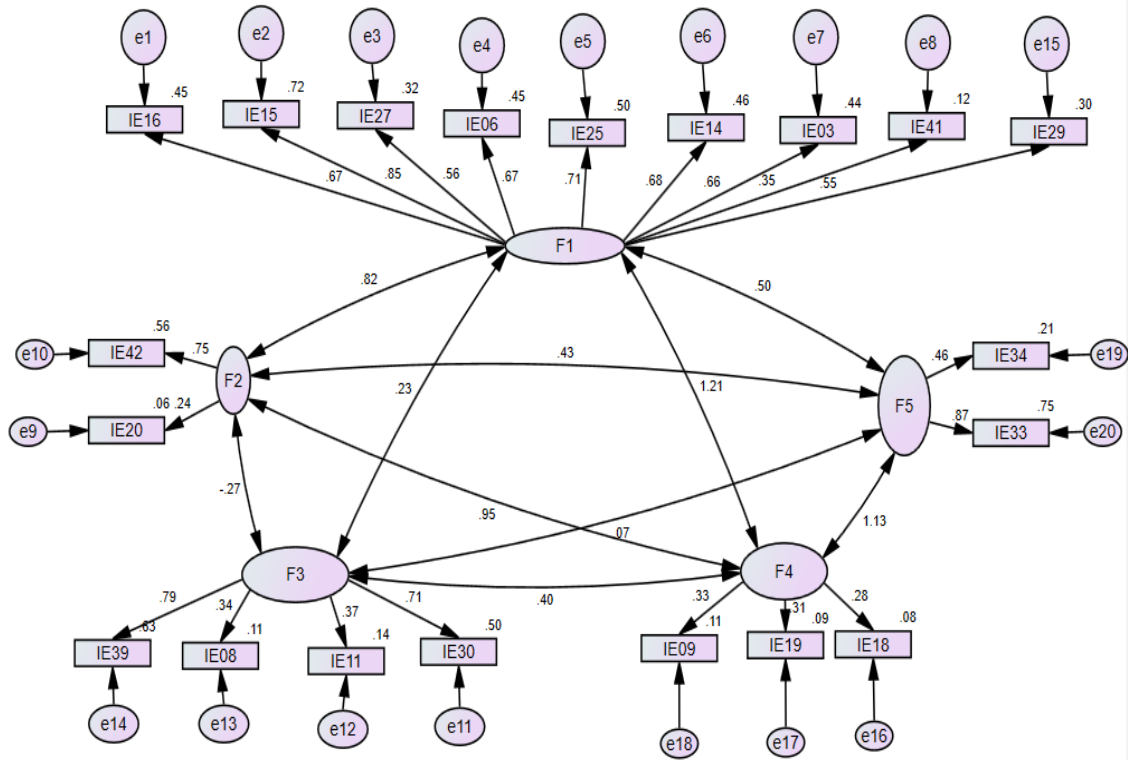 e1 e2 e3 e4 e5 e6 e7 e8 e15
.45 .72 .32 .45 .50 .46 .44 .12 .30
IE16 IE15 IE27 IE06 IE25 IE14 IE03 IE41 IE29
.67 .85 .56 .67 .71 .68 .66 .35 .55
F1
.82 .50
.56 .21
e10 IE42 .75 .43 .46 IE34 e19
F2 .23 1.21 F5
.06 .24 .87 .75
e9 IE20 IE33 e20
-.27 .95 .07 1.13
F3 F4
.79 .34 .37 .71 .40 .33 .31 .28
.63 .11 .14 .50 .11 .09 .08
IE39 IE08 IE11 IE30 IE09 IE19 IE18
e14 e13 e12 e11 e18 e17 e16